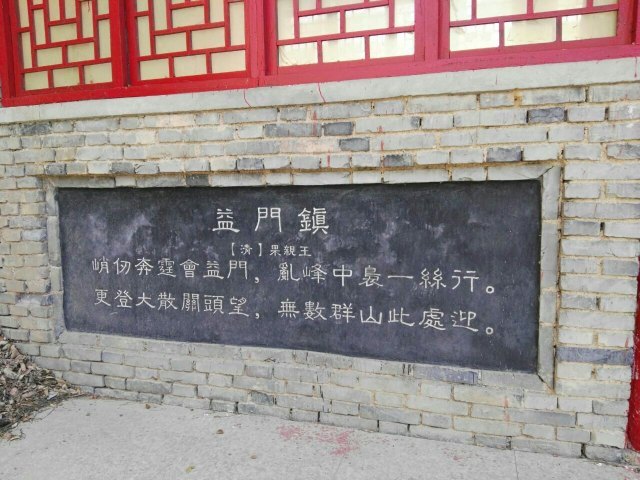 益門鎮
【清】果親王
峭仞奔霆會益門，亂峰中裊一絲行。
更登大散關頭望，無數群山此處迎。